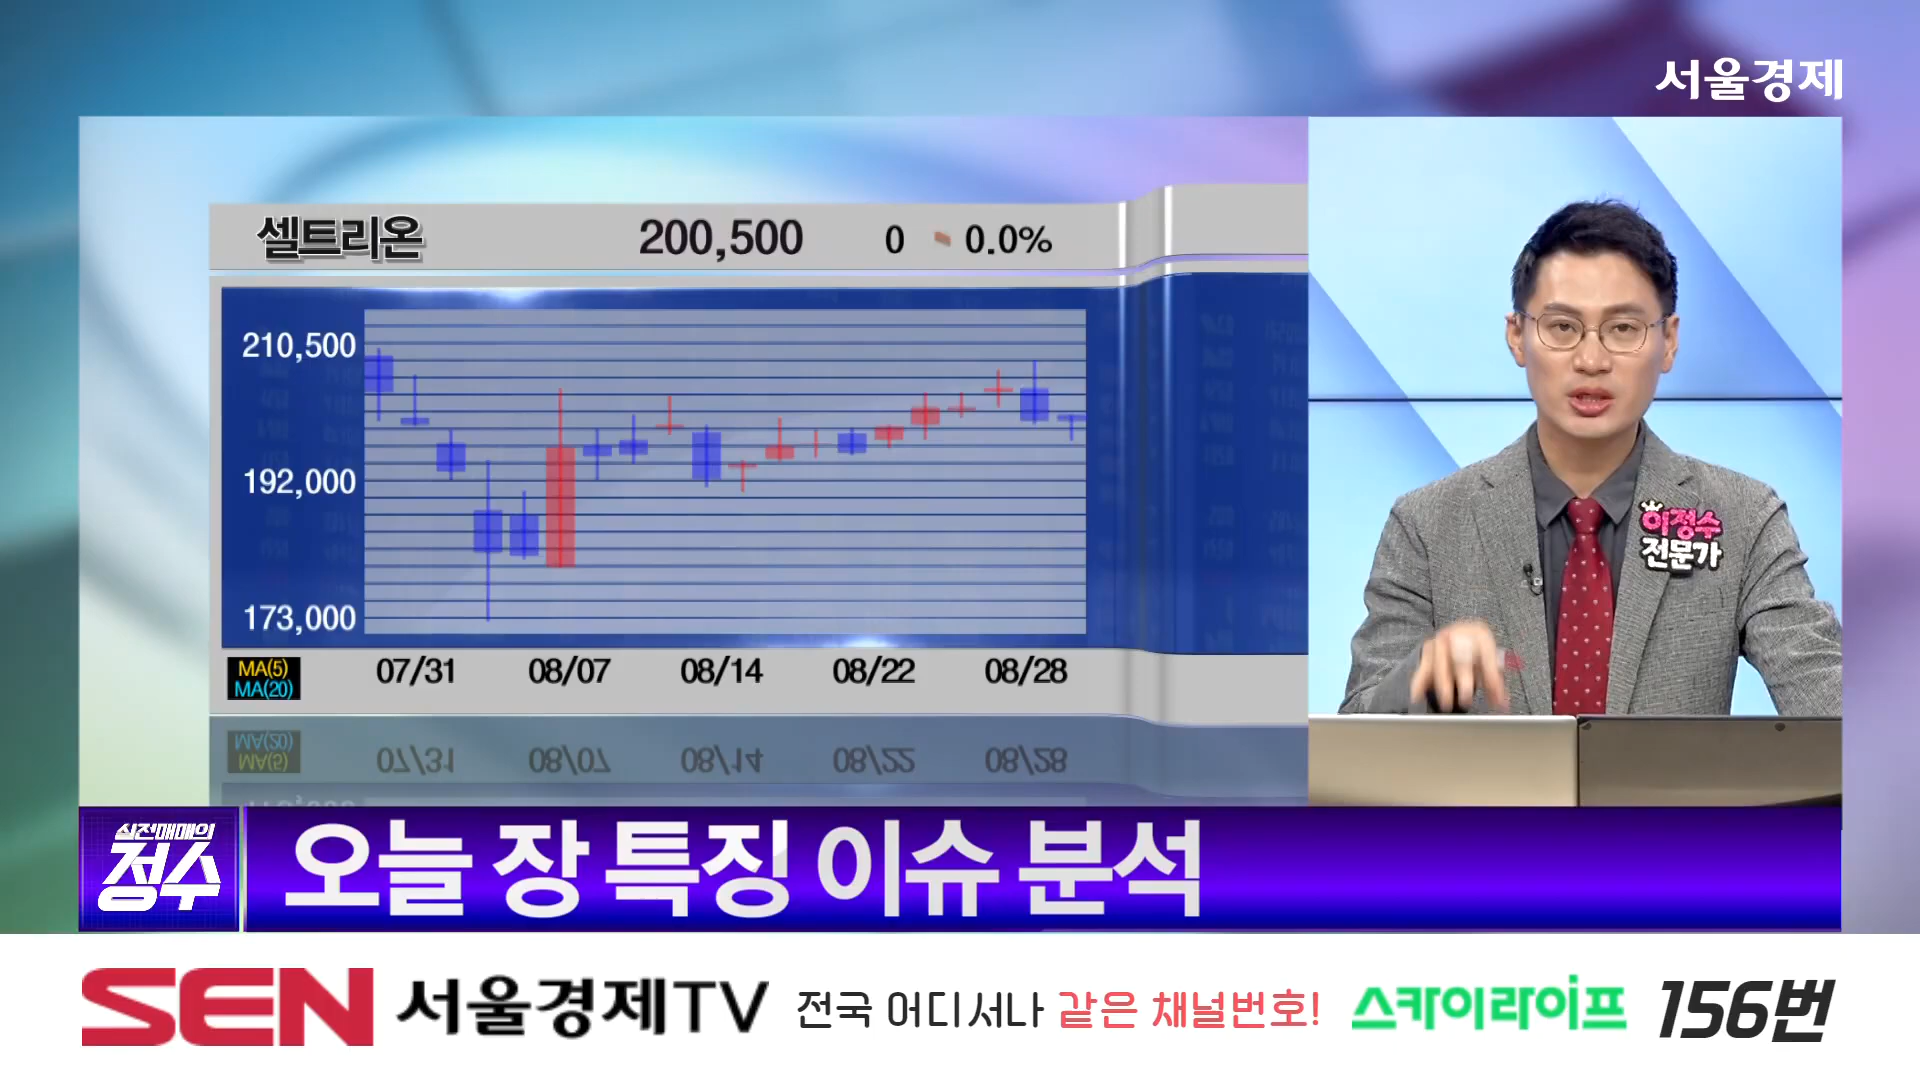 서울경제
셀트리온 200,500 0 0.0%
210,500
192,000
173,000
MA(5)
MA(20)
07/31 08/07 08/14 08/22 08/28
이정수
전문가
실전매매의
정수
오늘 장 특징 이슈 분석
SEN 서울경제TV 전국 어디서나 같은 채널번호! 스카이라이프 156번